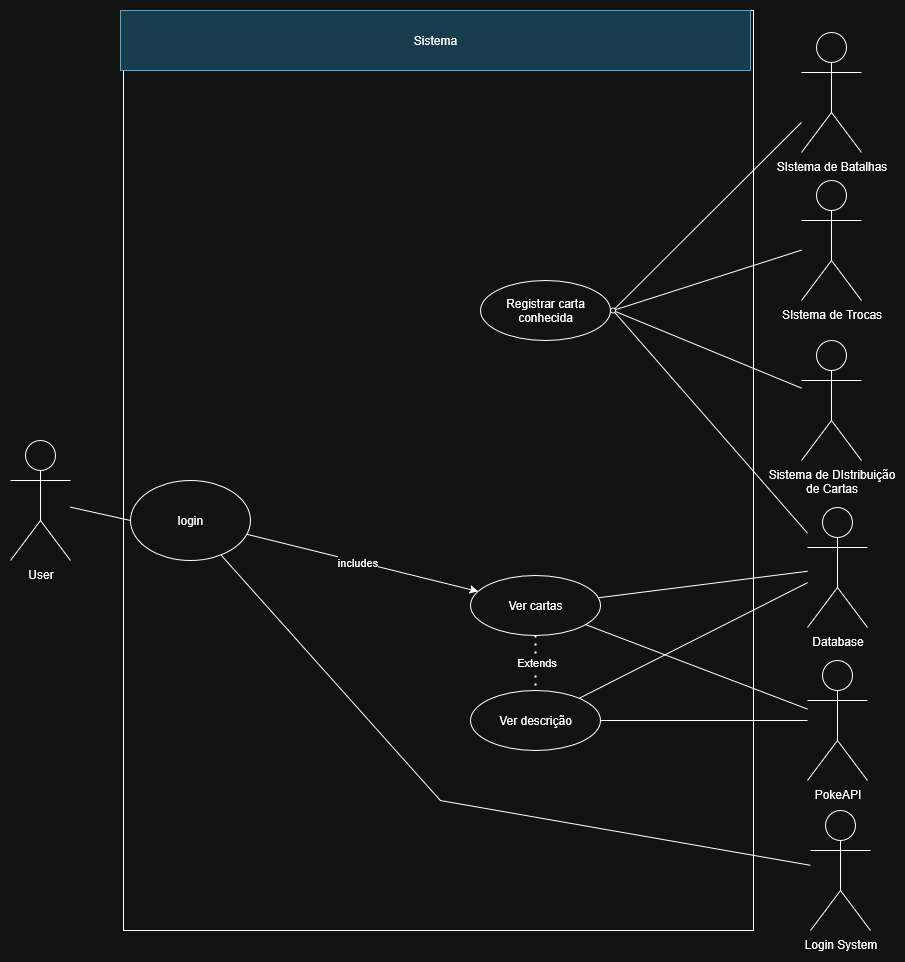 Sistema
SIstema de Batalhas
SIstema de Trocas
Registrar carta
conhecida
Sistema de DIstribuição
de Cartas
login
User
includes
Ver cartas
Database
Extends
Ver descrição
PokeAPI
Login System